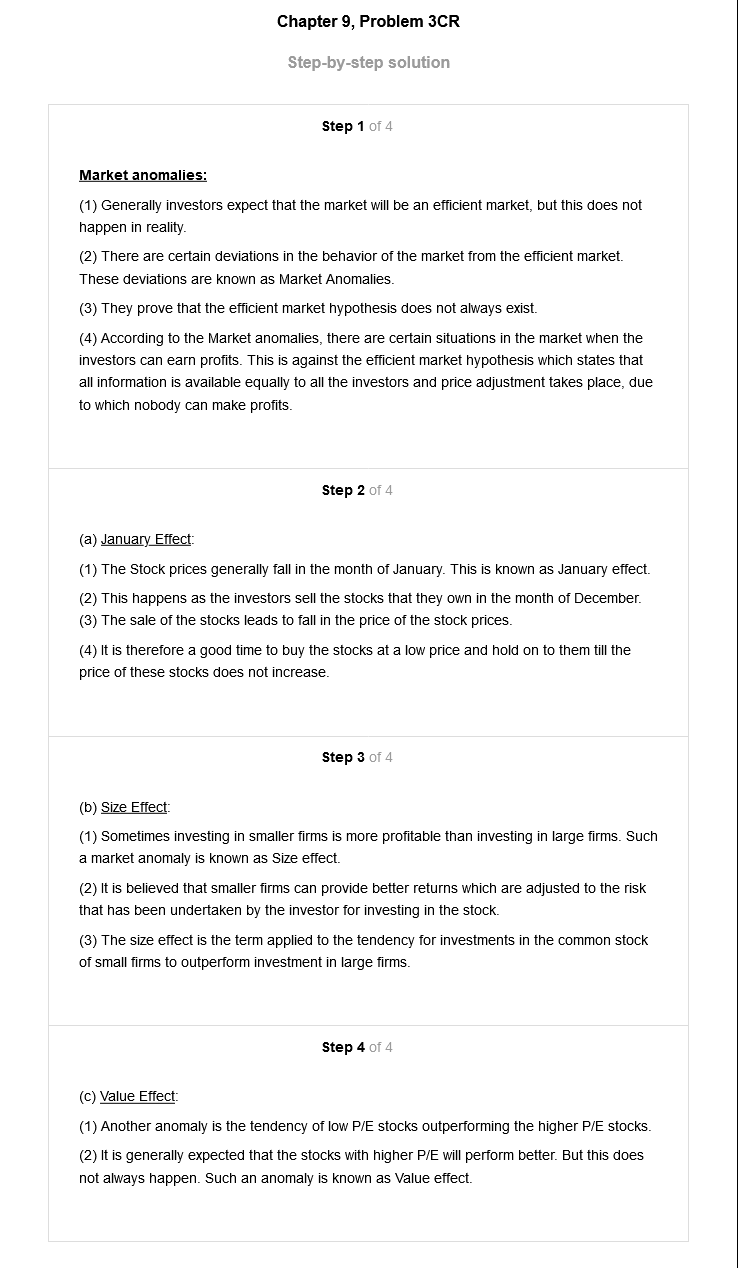 Chapter 9, Problem 3CR
Step-by-step solution
Step 1 of 4
Market anomalies:
(1) Generally investors expect that the market will be an efficient market, but this does not
happen in reality.
(2) There are certain deviations in the behavior of the market from the efficient market.
These deviations are known as Market Anomalies.
(3) They prove that the efficient market hypothesis does not always exist.
(4) According to the Market anomalies, there are certain situations in the market when the
investors can earn profits. This is against the efficient market hypothesis which states that
all information is available equally to all the investors and price adjustment takes place, due
to which nobody can make profits.
Step 2 of 4
(a) January Effect:
(1) The Stock prices generally fall in the month of January. This is known as January effect.
(2) This happens as the investors sell the stocks that they own in the month of December.
(3) The sale of the stocks leads to fall in the price of the stock prices.
(4) It is therefore a good time to buy the stocks at a low price and hold on to them till the
price of these stocks does not increase.
Step 3 of 4
(b) Size Effect:
(1) Sometimes investing in smaller firms is more profitable than investing in large firms. Such
a market anomaly is known as Size effect.
(2) It is believed that smaller firms can provide better returns which are adjusted to the risk
that has been undertaken by the investor for investing in the stock.
(3) The size effect is the term applied to the tendency for investments in the common stock
of small firms to outperform investment in large firms.
Step 4 of 4
(c) Value Effect:
(1) Another anomaly is the tendency of low P/E stocks outperforming the higher P/E stocks.
(2) It is generally expected that the stocks with higher P/E will perform better. But this does
not always happen. Such an anomaly is known as Value effect.